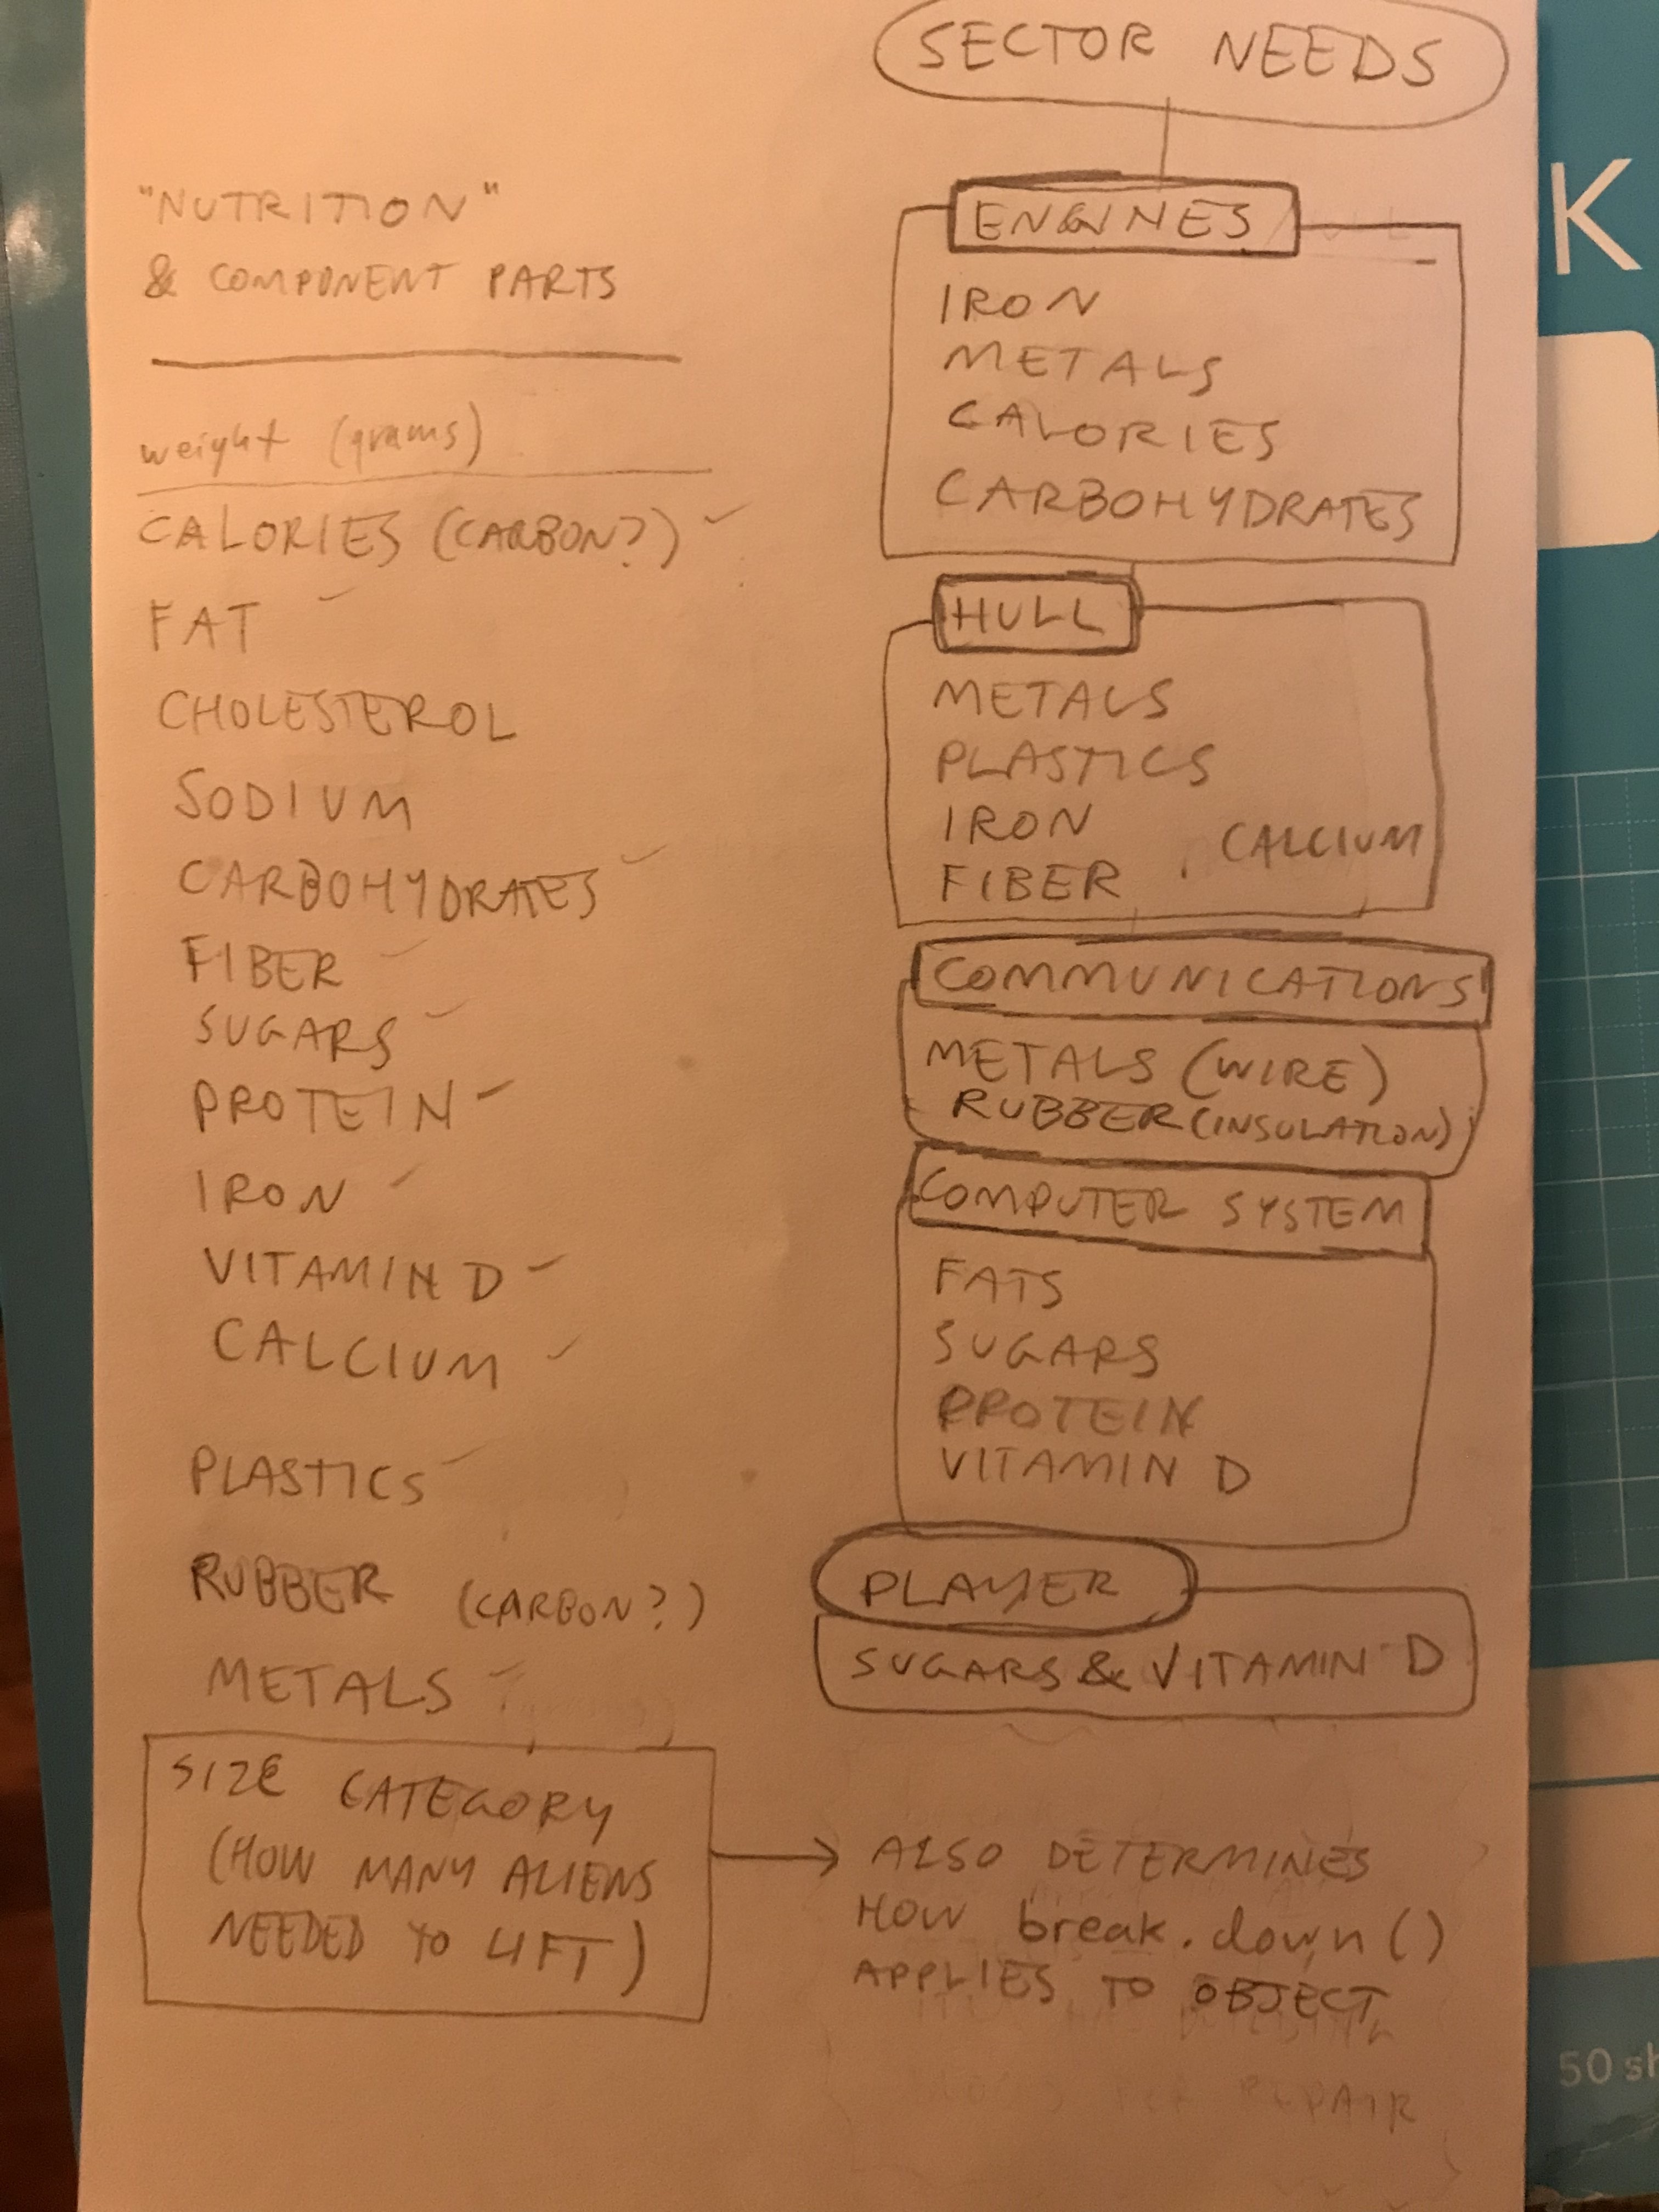 "NUTRITION"
& COMPONENT PARTS
weight (grams)
CALORIES (CARBON?)
FAT
CHOLESTEROL
SODIUM
CARBOHYDRATES
FIBER
SUGARS
PROTEIN
IRON
VITAMIN D
CALCIUM
PLASTICS
RUBBER (CARBON?)
METALS
SIZE CATEGORY
(HOW MANY ALIENS
NEEDED TO LIFT)
SECTOR NEEDS
ENGINES
IRON
METALS
CALORIES
CARBOHYDRATES
HULL
METALS
PLASTICS
IRON
FIBER . CALCIUM
COMMUNICATIONS
METALS (WIRE)
RUBBER (INSULATION)
COMPUTER SYSTEM
FATS
SUGARS
PROTEIN
VITAMIN D
PLAYER
SUGARS & VITAMIN D
ALSO DETERMINES
HOW break.down()
APPLIES TO OBJECT
REPAIR
K
50 sh